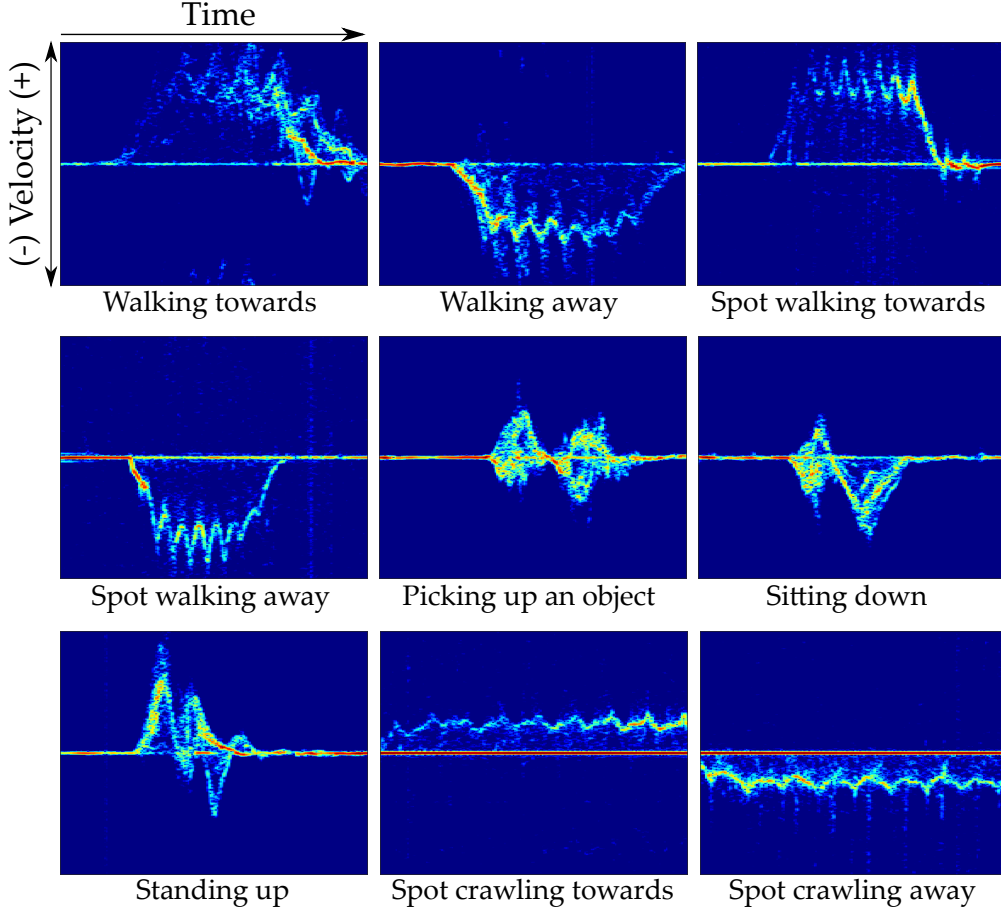 Time
(-) Velocity (+)
Walking towards
Walking away
Spot walking towards
Spot walking away
Picking up an object
Sitting down
Standing up
Spot crawling towards
Spot crawling away